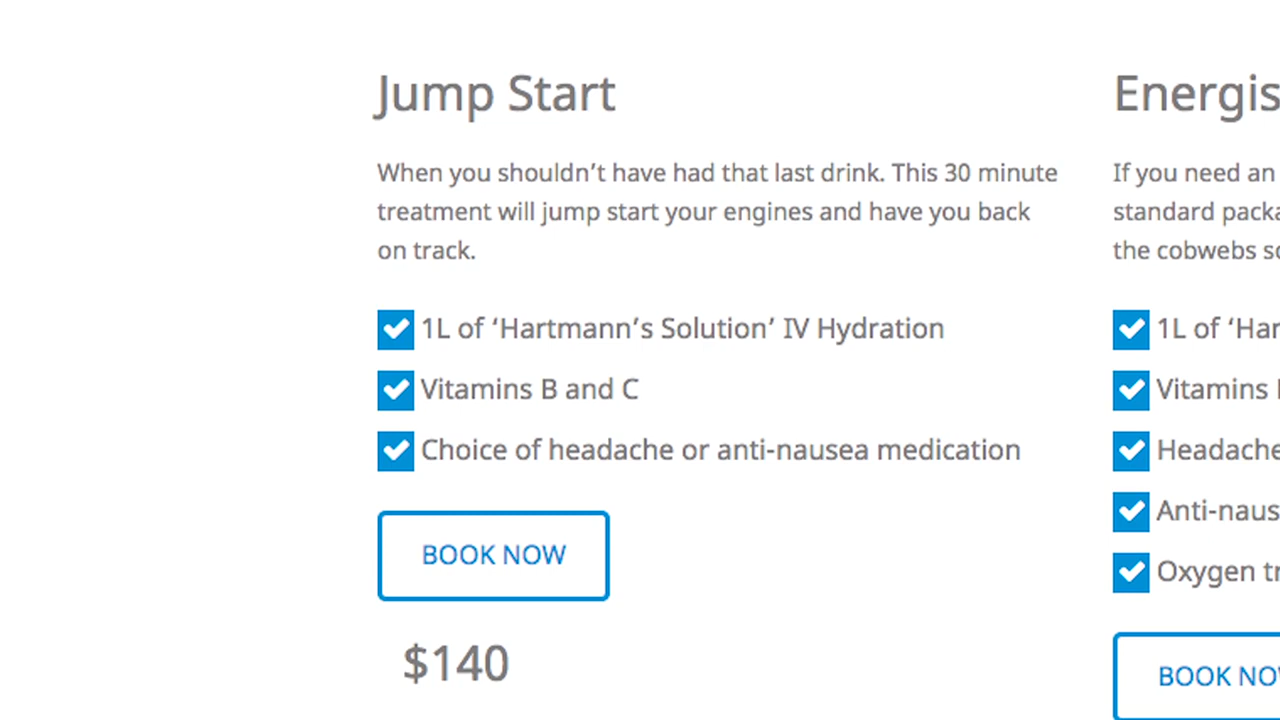 Jump Start
When you shouldn’t have had that last drink. This 30 minute
treatment will jump start your engines and have you back
on track.
1L of ‘Hartmann’s Solution’ IV Hydration
Vitamins B and C
Choice of headache or anti-nausea medication
BOOK NOW
$140
Energis
If you need an
standard packa
the cobwebs
1L of ‘Har
Vitamins
Headache
Anti-naus
Oxygen
BOOK NO